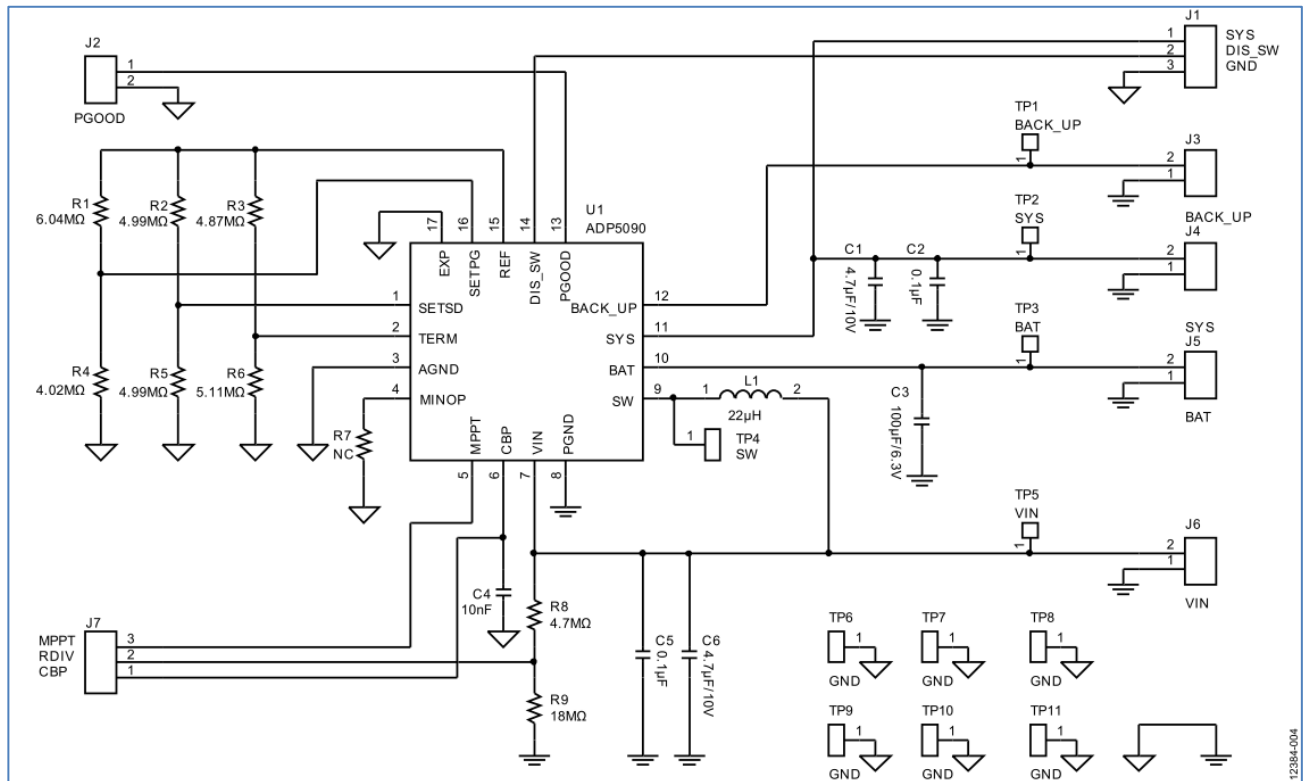 J1
1 SYS
2 DIS_SW
3 GND
J2
1
2
PGOOD
TP1
BACK_UP
1
J3
2
1
BACK_UP
R1
6.04MΩ
R2
4.99MΩ
R3
4.87MΩ
17
16
15
14
13
U1
ADP5090
EXP
SETPG
REF
DIS_SW
PGOOD
TP2
SYS
1
J4
2
1
SYS
C1
4.7µF/10V
C2
0.1µF
1 SETSD
2 TERM
3 AGND
4 MINOP
BACK_UP 12
SYS 11
BAT 10
SW 9
TP3
BAT
1
J5
2
1
BAT
R4
4.02MΩ
R5
4.99MΩ
R6
5.11MΩ
R7
NC
1 L1 2
22µH
1
TP4
SW
C3
100µF/6.3V
MPPT
CBP
VIN
PGND
5
6
7
8
TP5
VIN
1
J6
2
1
VIN
C4
10nF
R8
4.7MΩ
C5
0.1µF
C6
4.7µF/10V
J7
MPPT 3
RDIV 2
CBP 1
R9
18MΩ
TP6
1
GND
TP7
1
GND
TP8
1
GND
TP9
1
GND
TP10
1
GND
TP11
1
GND
12384-004